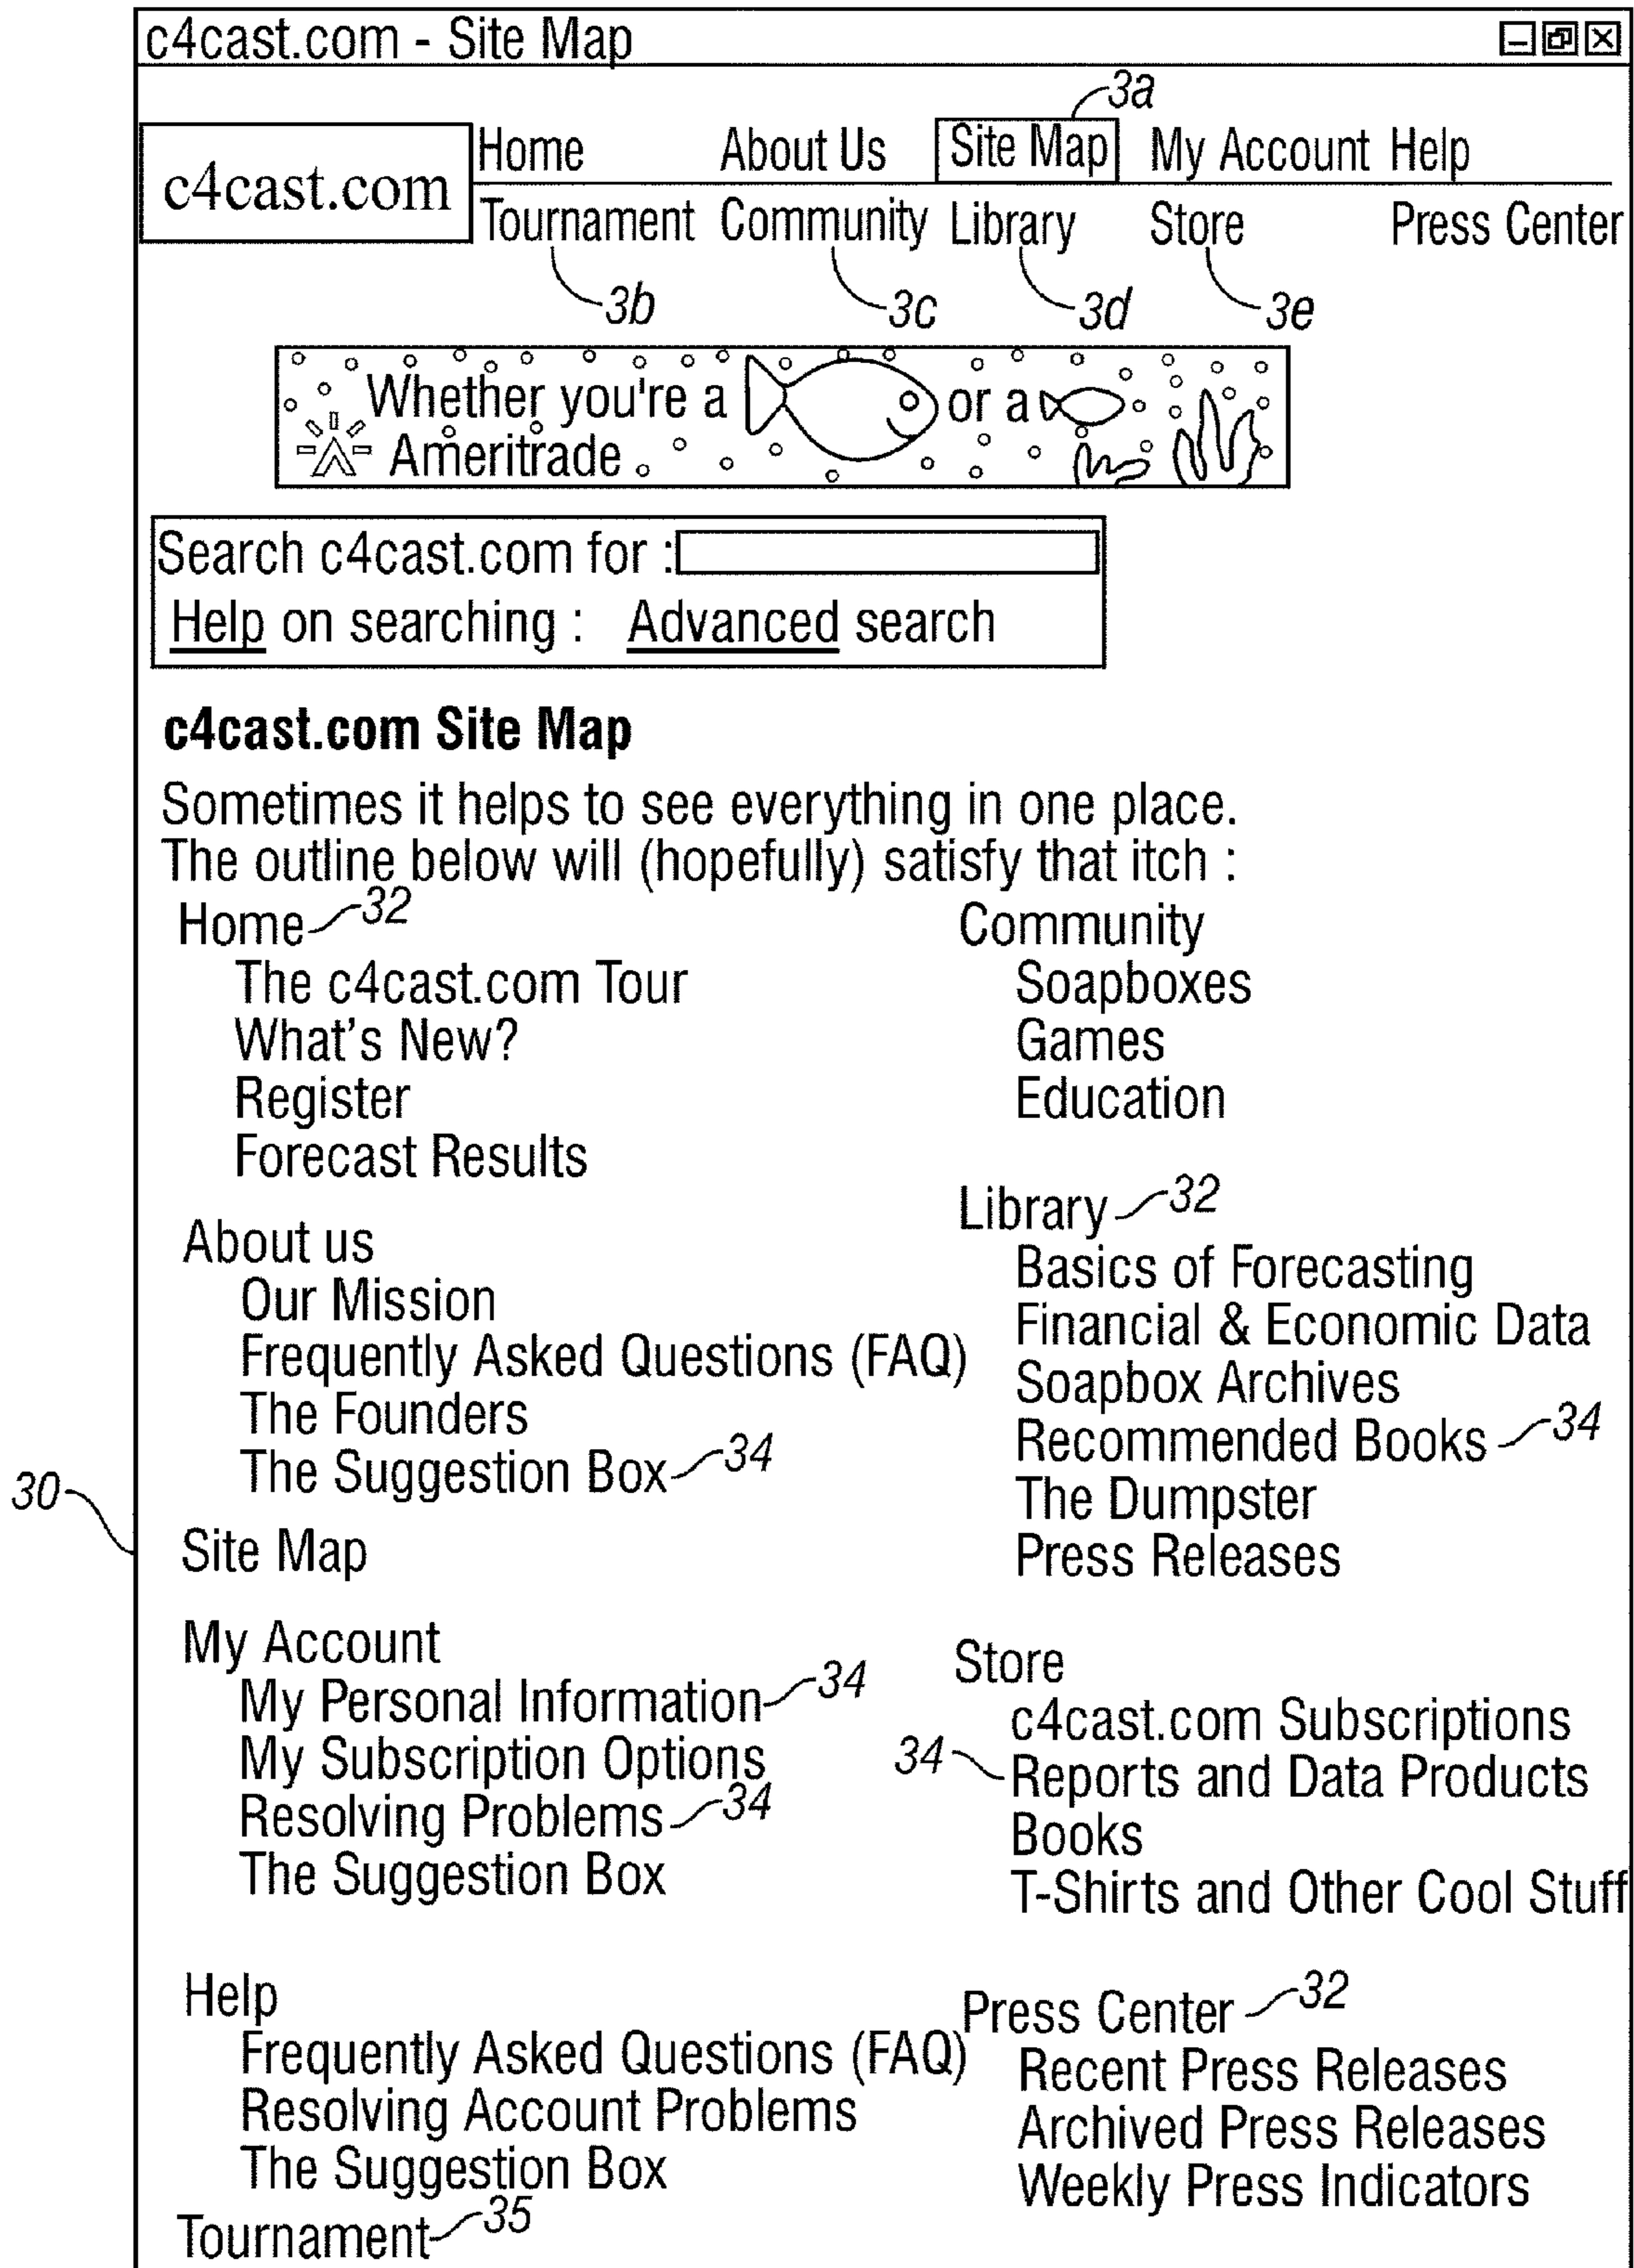 c4cast.com - Site Map
3a
c4cast.com
Home About Us Site Map My Account Help
Tournament Community Library Store Press Center
3b 3c 3d 3e
Whether you're a or a
Ameritrade
Search c4cast.com for :
Help on searching : Advanced search
c4cast.com Site Map
Sometimes it helps to see everything in one place.
The outline below will (hopefully) satisfy that itch :
Home 32
The c4cast.com Tour
What's New?
Register
Forecast Results
About us
Our Mission
Frequently Asked Questions (FAQ)
The Founders
The Suggestion Box 34
30
Site Map
My Account
My Personal Information 34
My Subscription Options
Resolving Problems 34
The Suggestion Box
Help
Frequently Asked Questions (FAQ)
Resolving Account Problems
The Suggestion Box
Tournament 35
Community
Soapboxes
Games
Education
Library 32
Basics of Forecasting
Financial & Economic Data
Soapbox Archives
Recommended Books 34
The Dumpster
Press Releases
Store
c4cast.com Subscriptions
34 Reports and Data Products
Books
T-Shirts and Other Cool Stuff
Press Center 32
Recent Press Releases
Archived Press Releases
Weekly Press Indicators